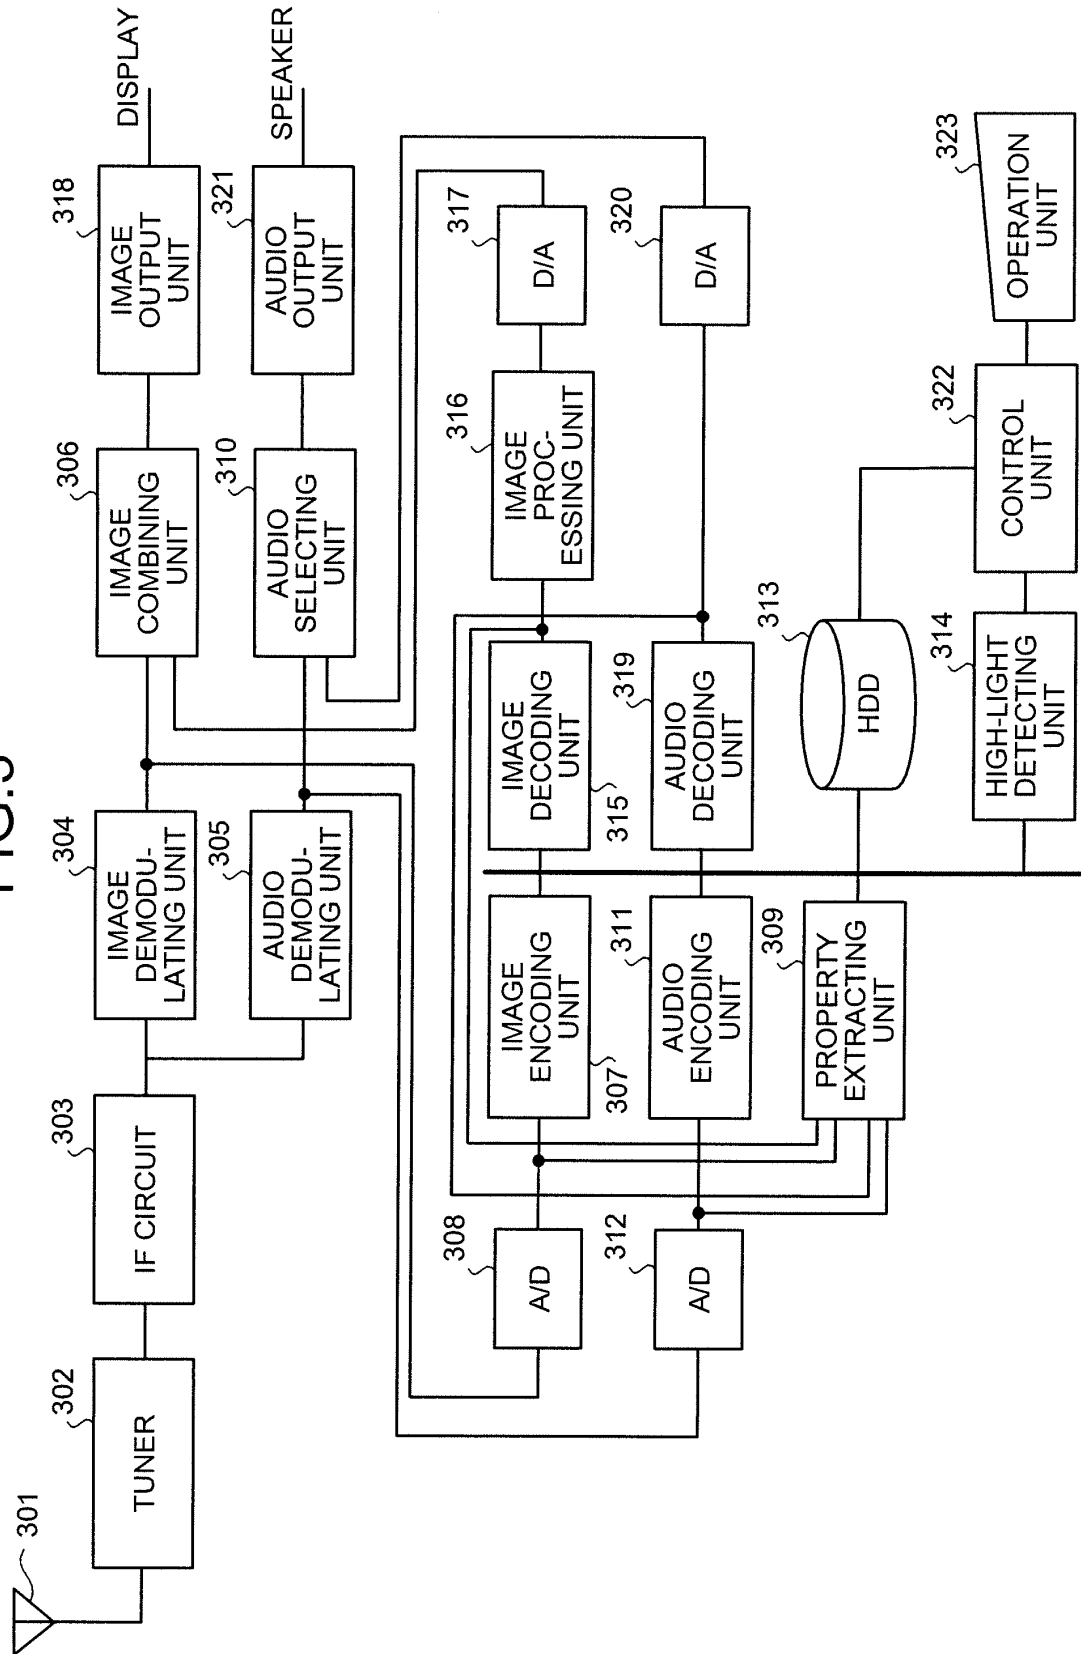 301
302
TUNER
303
IF CIRCUIT
304
IMAGE
DEMODU-
LATING UNIT
305
AUDIO
DEMODU-
LATING UNIT
306
IMAGE
COMBINING
UNIT
310
AUDIO
SELECTING
UNIT
318
IMAGE
OUTPUT
UNIT
321
AUDIO
OUTPUT
UNIT
DISPLAY
SPEAKER
308
A/D
312
A/D
IMAGE
ENCODING
UNIT
307
311
AUDIO
ENCODING
UNIT
309
PROPERTY
EXTRACTING
UNIT
IMAGE
DECODING
UNIT
315
319
AUDIO
DECODING
UNIT
313
HDD
314
HIGH-LIGHT
DETECTING
UNIT
316
IMAGE
PROC-
ESSING UNIT
317
D/A
320
D/A
322
CONTROL
UNIT
323
OPERATION
UNIT